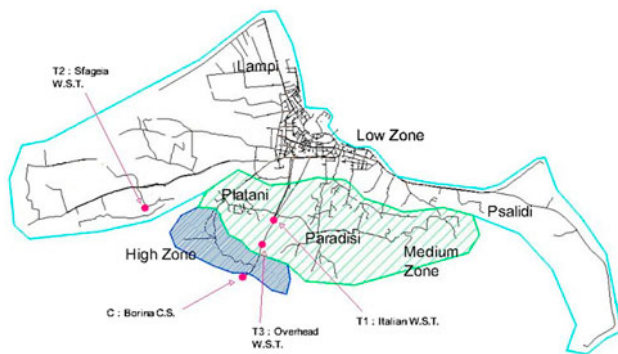 Lampi
T2 : Sfageia
W.S.T.
Low Zone
Platani
Psalidi
Paradisi
High Zone
Medium
Zone
C : Borina C.S.
T3 : Overhead
W.S.T.
T1 : Italian W.S.T.